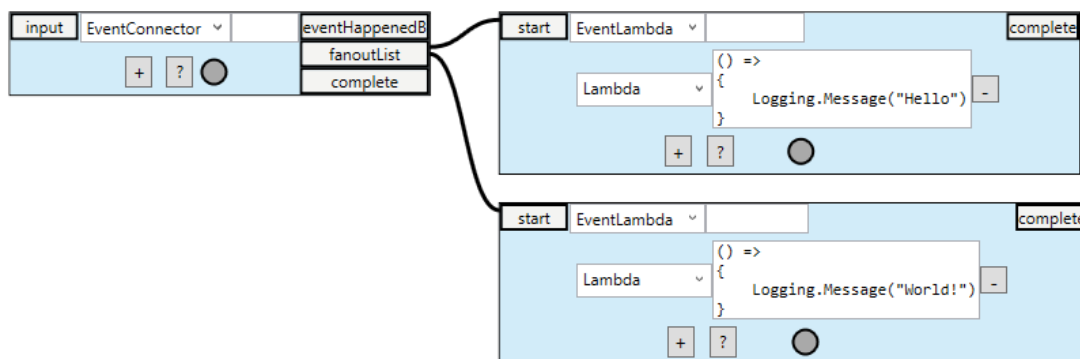 input EventConnector eventHappenedB
fanoutList
+ ? complete
start EventLambda complete
Lambda () =>
{
Logging.Message("Hello")
}
-
+ ?
start EventLambda complete
Lambda () =>
{
Logging.Message("World!")
}
-
+ ?